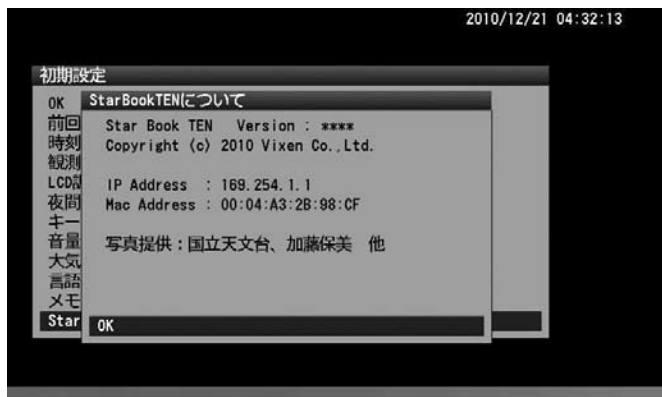 2010/12/21 04:32:13
初期設定
OK
StarBookTENについて
前回
Star Book TEN Version : ****
時刻
Copyright (c) 2010 Vixen Co.,Ltd.
観測
LCD
IP Address : 169.254.1.1
夜間
Mac Address : 00:04:A3:2B:98:CF
キー
音量
写真提供:国立天文台、加藤保美 他
大気
言語
メモ
Star
OK